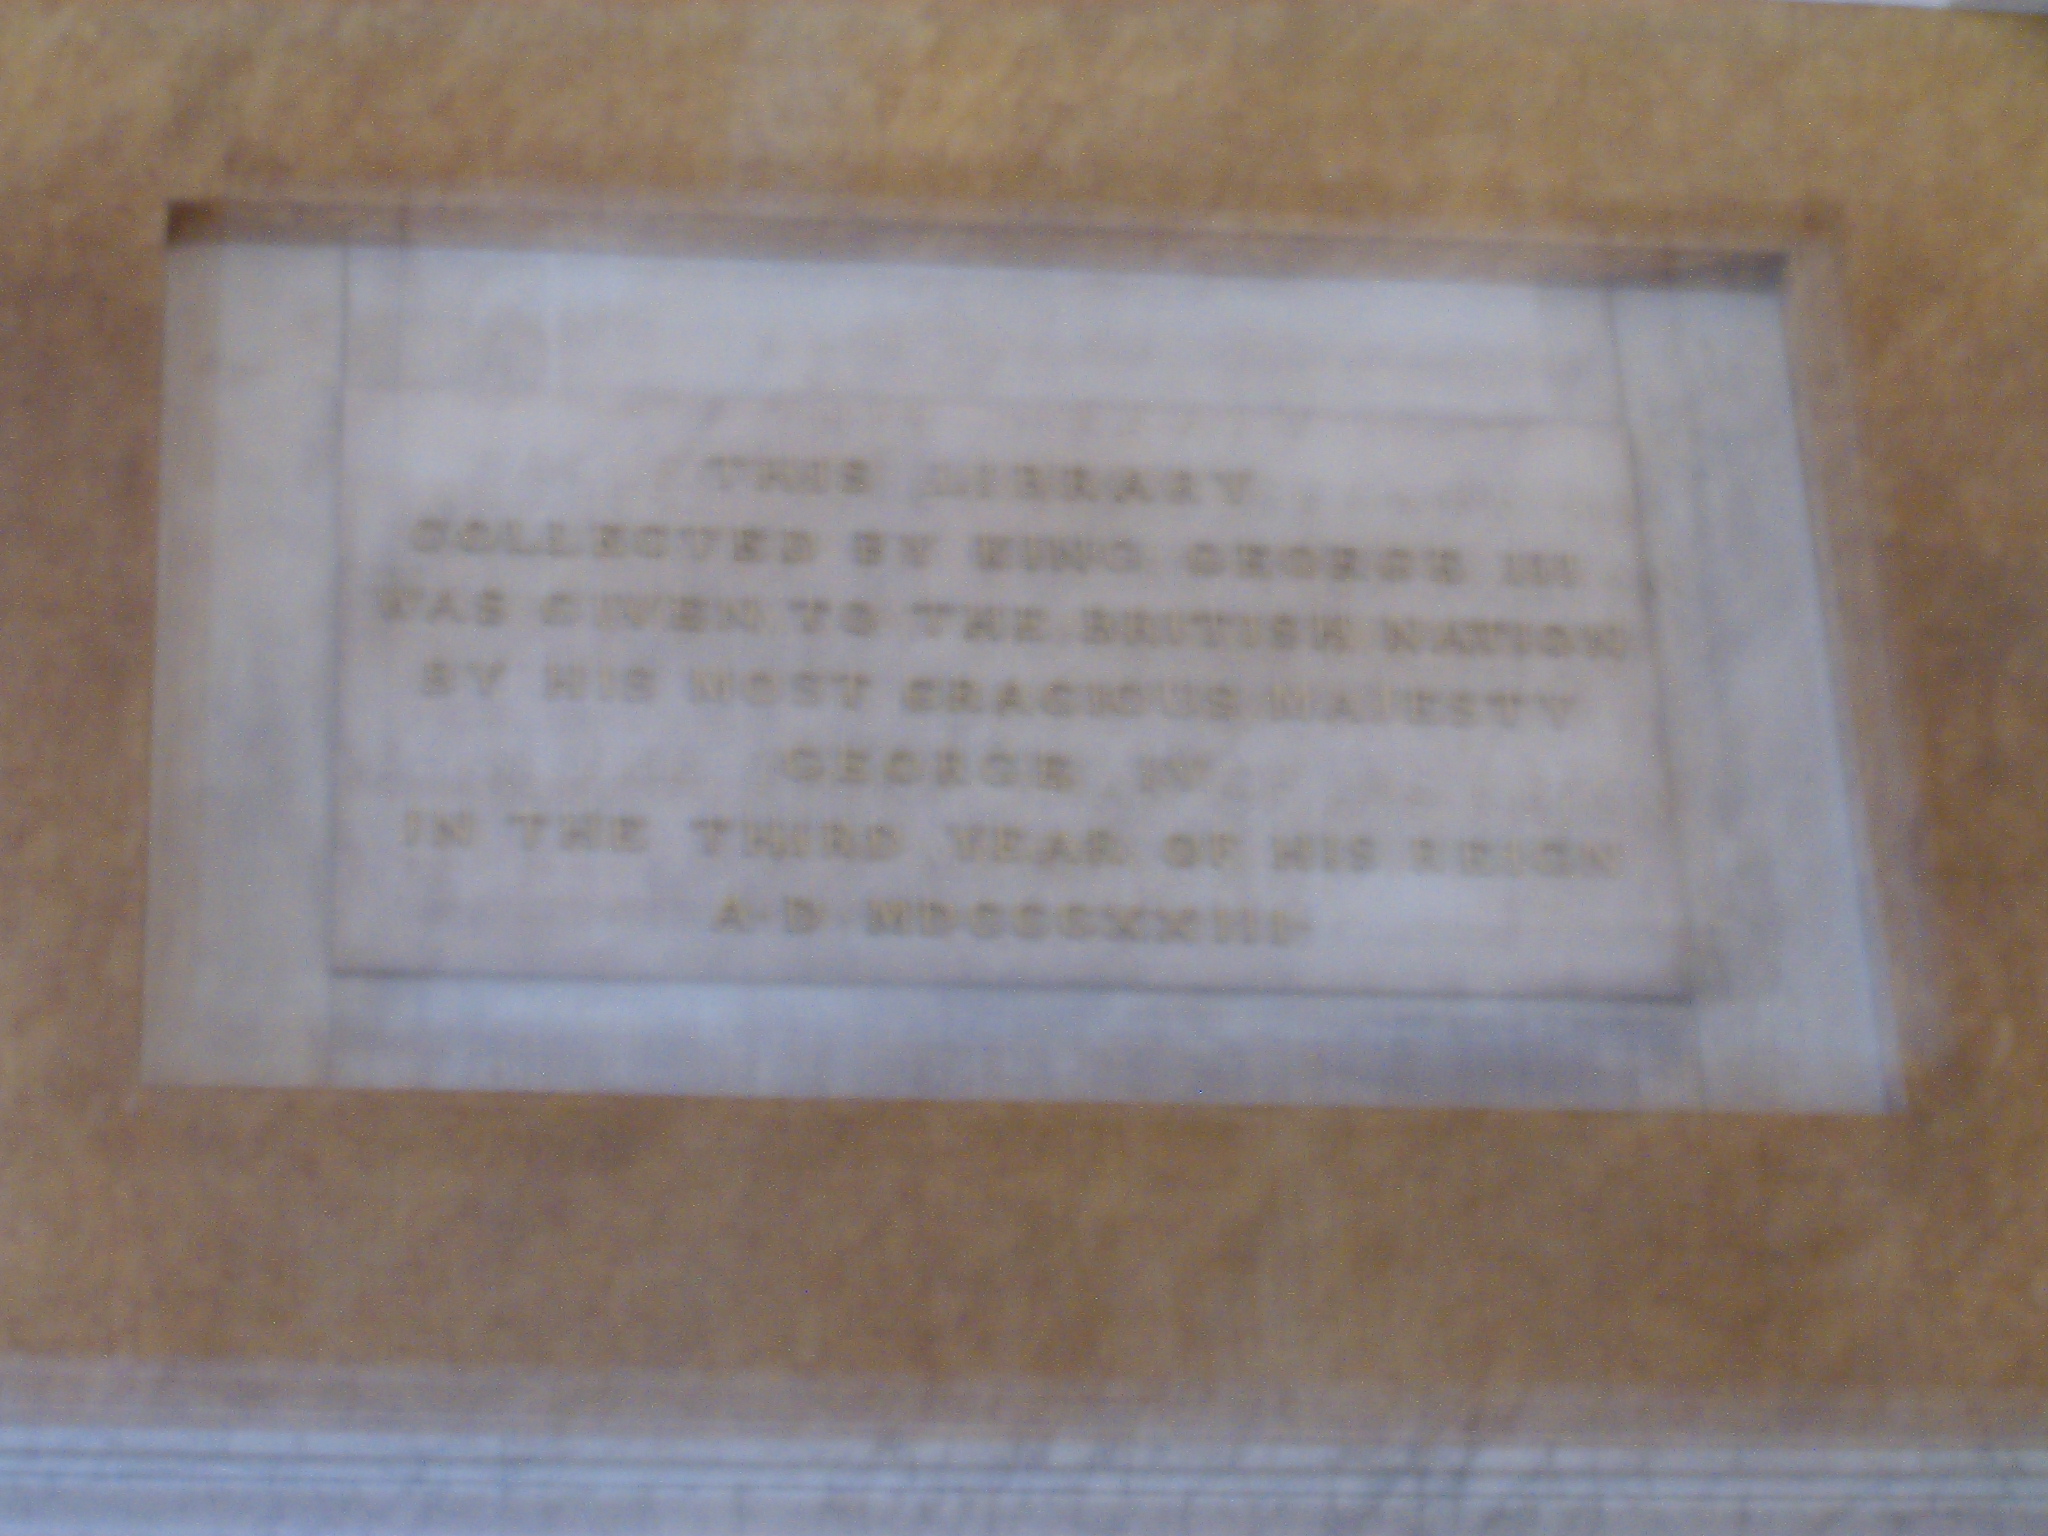 THIS LIBRARY
COLLECTED BY KING GEORGE III
WAS GIVEN TO THE BRITISH NATION
BY HIS MOST GRACIOUS MAJESTY
GEORGE IV
IN THE THIRD YEAR OF HIS REIGN
A·D·MDCCCXXIII·